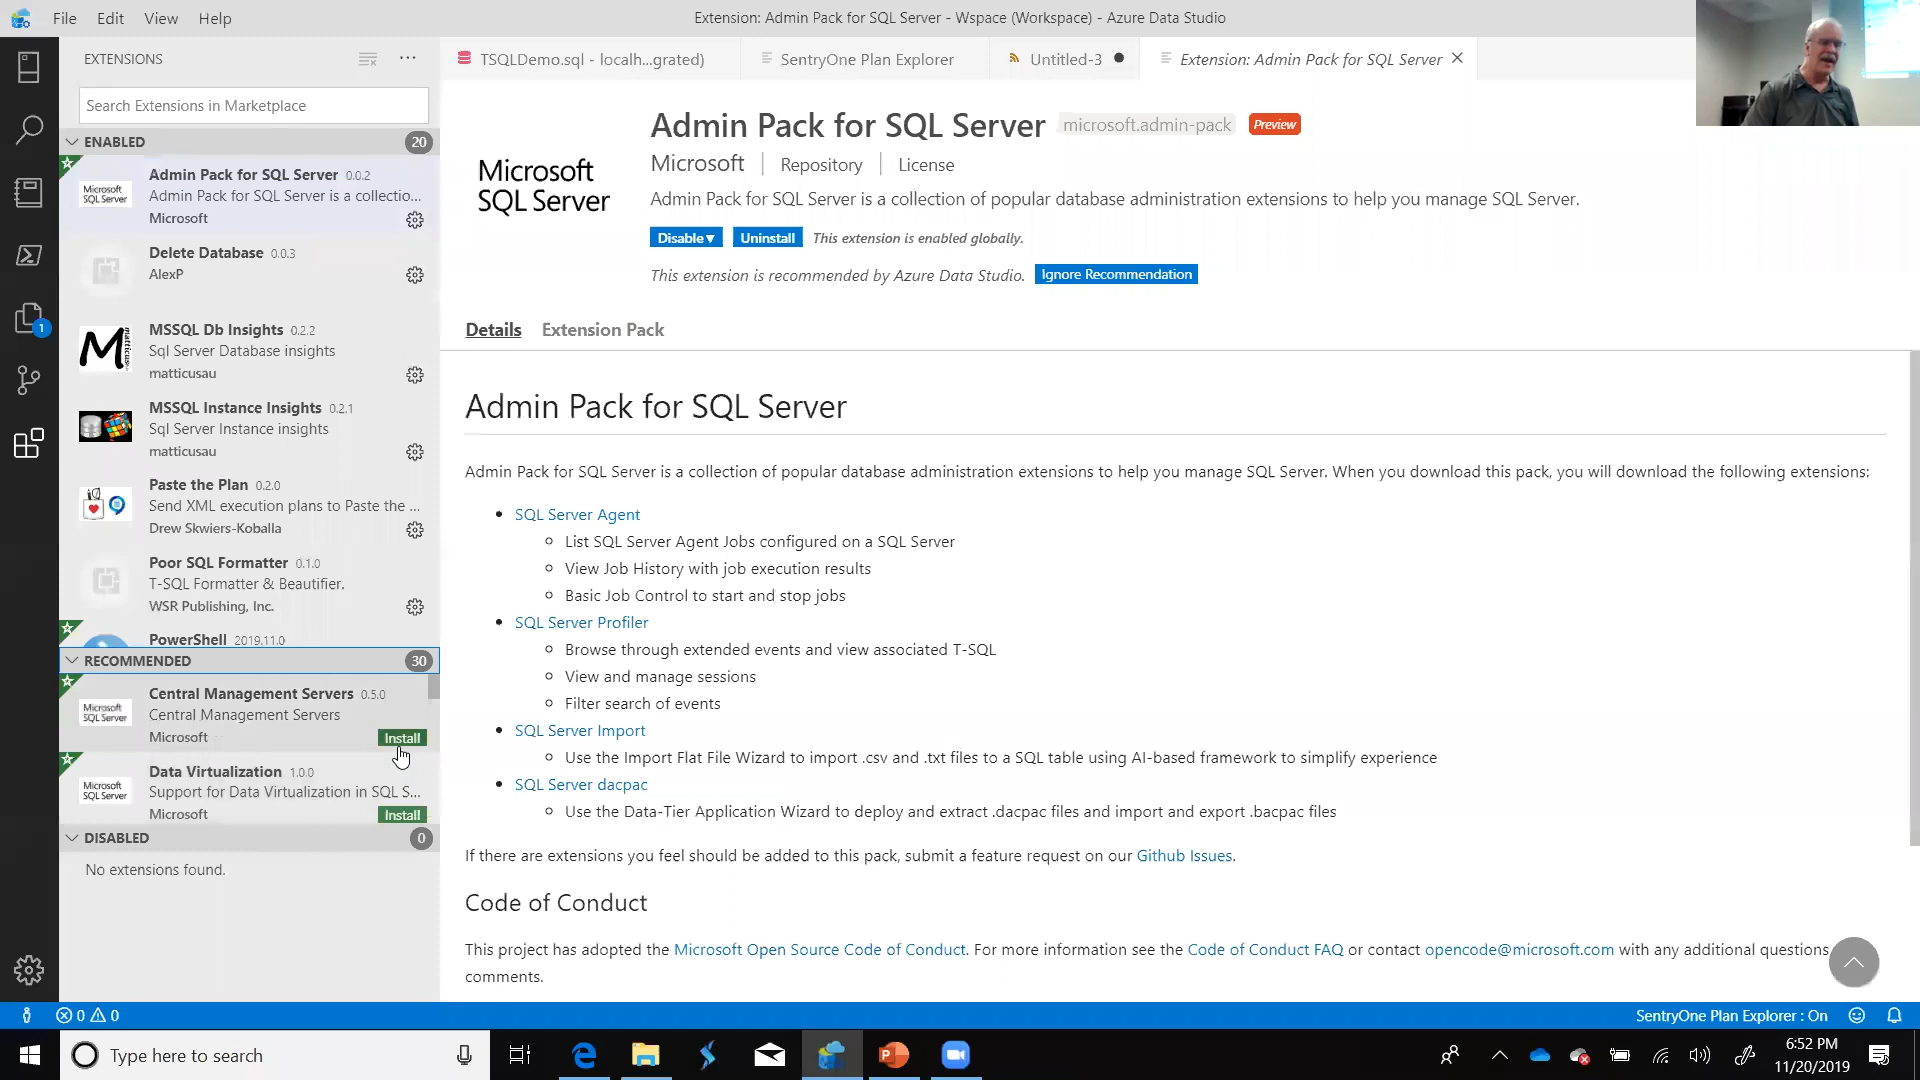 File Edit View Help
Extension: Admin Pack for SQL Server - Wspace (Workspace) - Azure Data Studio
EXTENSIONS
Search Extensions in Marketplace
ENABLED 20
Admin Pack for SQL Server 0.0.2
Admin Pack for SQL Server is a collectio...
Microsoft
Microsoft
SQL Server
Delete Database 0.0.3
AlexP
MSSQL Db Insights 0.2.2
Sql Server Database insights
matticusau
MSSQL Instance Insights 0.2.1
Sql Server Instance insights
matticusau
Paste the Plan 0.2.0
Send XML execution plans to Paste the ...
Drew Skwiers-Koballa
Poor SQL Formatter 0.1.0
T-SQL Formatter & Beautifier.
WSR Publishing, Inc.
PowerShell 2019.11.0
RECOMMENDED 30
Central Management Servers 0.5.0
Central Management Servers
Microsoft
Install
Microsoft
SQL Server
Data Virtualization 1.0.0
Support for Data Virtualization in SQL S...
Microsoft
Install
Microsoft
SQL Server
DISABLED 0
No extensions found.
1
TSQLDemo.sql - localh...grated)
SentryOne Plan Explorer
Untitled-3
Extension: Admin Pack for SQL Server
Microsoft
SQL Server
Admin Pack for SQL Server microsoft.admin-pack Preview
Microsoft Repository License
Admin Pack for SQL Server is a collection of popular database administration extensions to help you manage SQL Server.
Disable Uninstall This extension is enabled globally.
This extension is recommended by Azure Data Studio. Ignore Recommendation
Details Extension Pack
Admin Pack for SQL Server
Admin Pack for SQL Server is a collection of popular database administration extensions to help you manage SQL Server. When you download this pack, you will download the following extensions:
SQL Server Agent
List SQL Server Agent Jobs configured on a SQL Server
View Job History with job execution results
Basic Job Control to start and stop jobs
SQL Server Profiler
Browse through extended events and view associated T-SQL
View and manage sessions
Filter search of events
SQL Server Import
Use the Import Flat File Wizard to import .csv and .txt files to a SQL table using AI-based framework to simplify experience
SQL Server dacpac
Use the Data-Tier Application Wizard to deploy and extract .dacpac files and import and export .bacpac files
If there are extensions you feel should be added to this pack, submit a feature request on our Github Issues.
Code of Conduct
This project has adopted the Microsoft Open Source Code of Conduct. For more information see the Code of Conduct FAQ or contact opencode@microsoft.com with any additional questions
comments.
0 0
SentryOne Plan Explorer : On
Type here to search
6:52 PM
11/20/2019